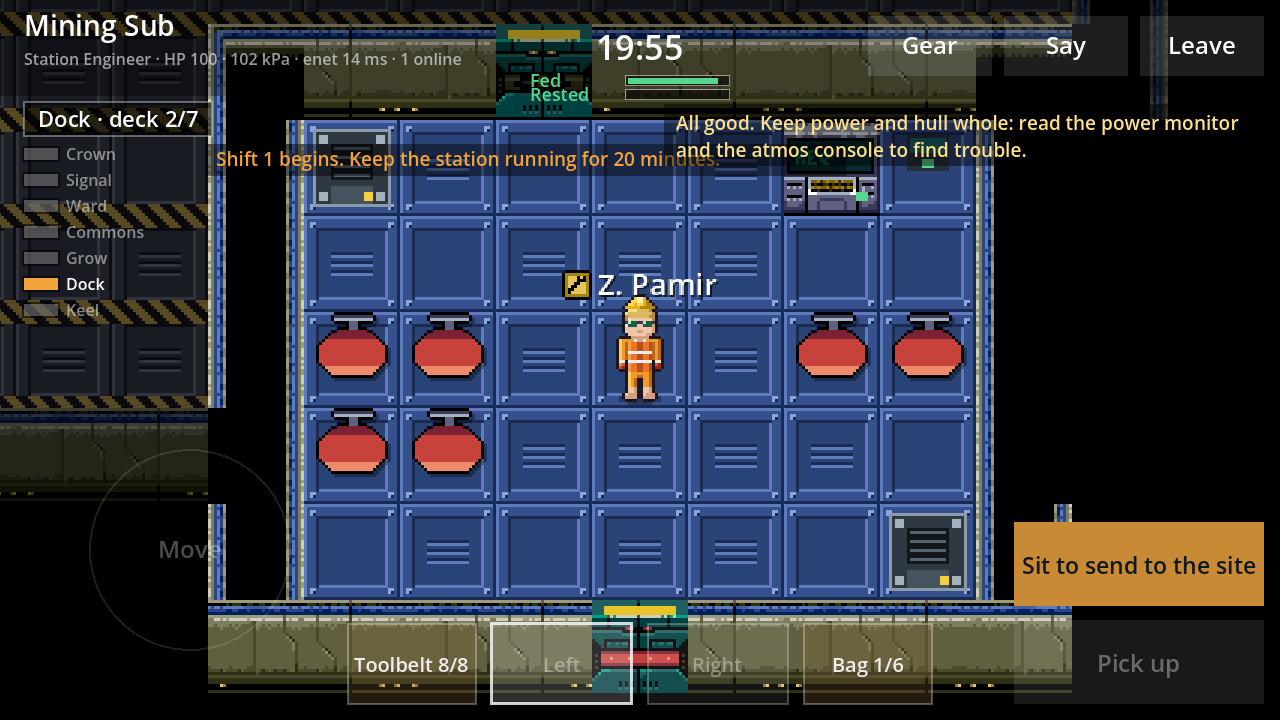 Mining Sub
Station Engineer · HP 100 · 102 kPa · enet 14 ms · 1 online
19:55
Fed
Rested
Gear
Say
Leave
Dock · deck 2/7
All good. Keep power and hull whole: read the power monitor
and the atmos console to find trouble.
Shift 1 begins. Keep the station running for 20 minutes.
Crown
Signal
Ward
Commons
Grow
Dock
Keel
Z. Pamir
Move
Sit to send to the site
Toolbelt 8/8
Left
Right
Bag 1/6
Pick up